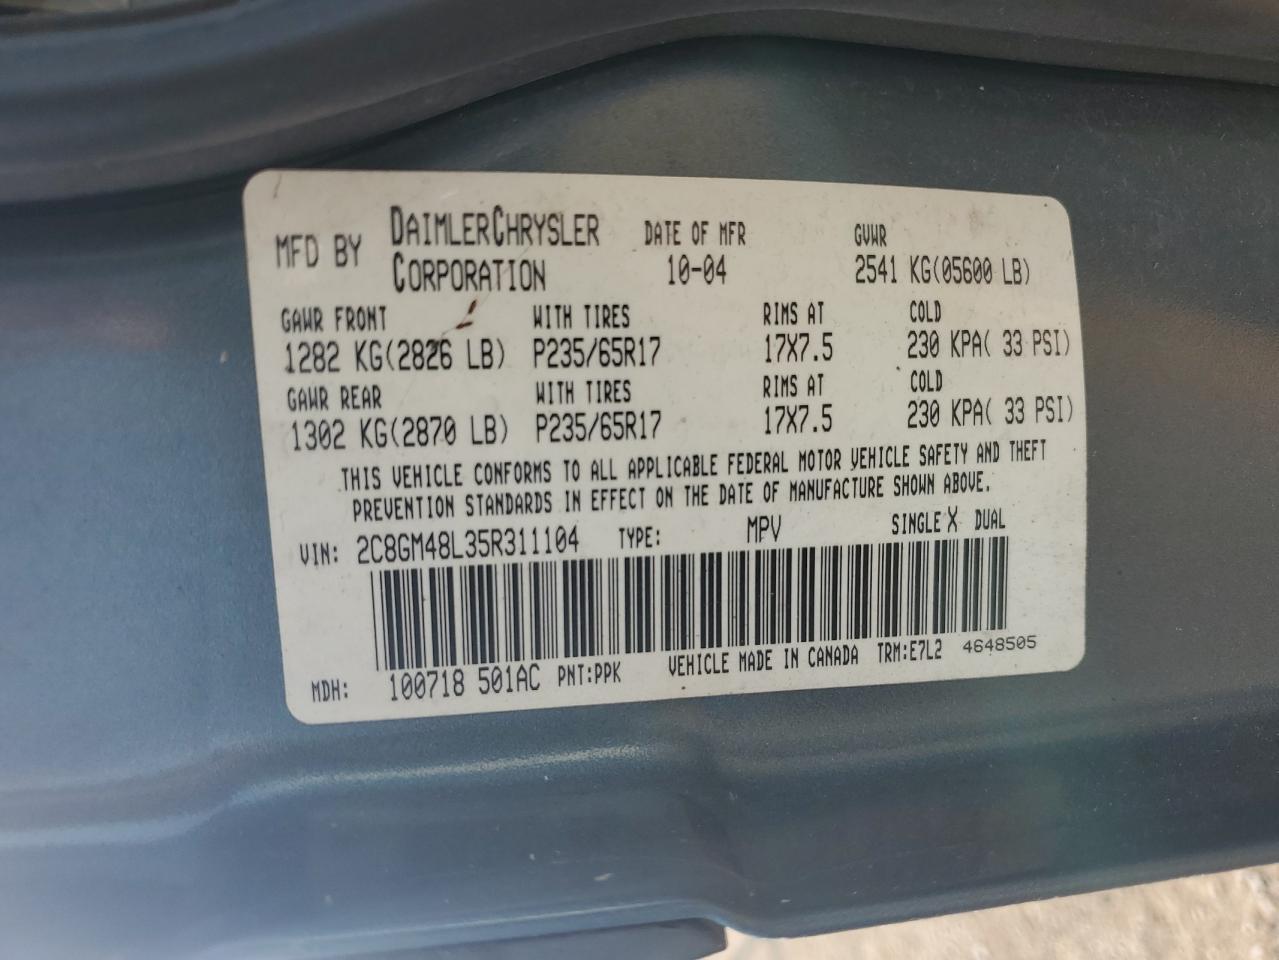 MFD BY DAIMLERCHRYSLER CORPORATION DATE OF MFR 10-04 GVWR 2541 KG(05600 LB)
GAWR FRONT WITH TIRES RIMS AT COLD
1282 KG(2826 LB) P235/65R17 17X7.5 230 KPA( 33 PSI)
GAWR REAR WITH TIRES RIMS AT COLD
1302 KG(2870 LB) P235/65R17 17X7.5 230 KPA( 33 PSI)
THIS VEHICLE CONFORMS TO ALL APPLICABLE FEDERAL MOTOR VEHICLE SAFETY AND THEFT
PREVENTION STANDARDS IN EFFECT ON THE DATE OF MANUFACTURE SHOWN ABOVE.
VIN: 2C8GM48L35R311104 TYPE: MPV SINGLE X DUAL
MDH: 100718 501AC PNT:PPK VEHICLE MADE IN CANADA TRM:E7L2 4648505